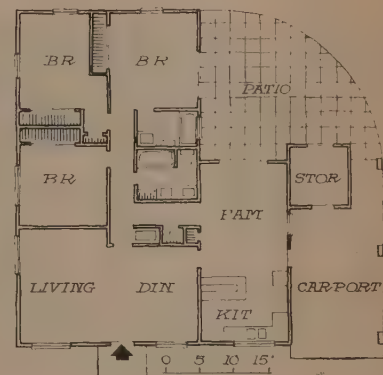 BR
BR
PATIO
BR
STOR
FAM
LIVING
DIN
CARPORT
KIT
0 5 10 15'